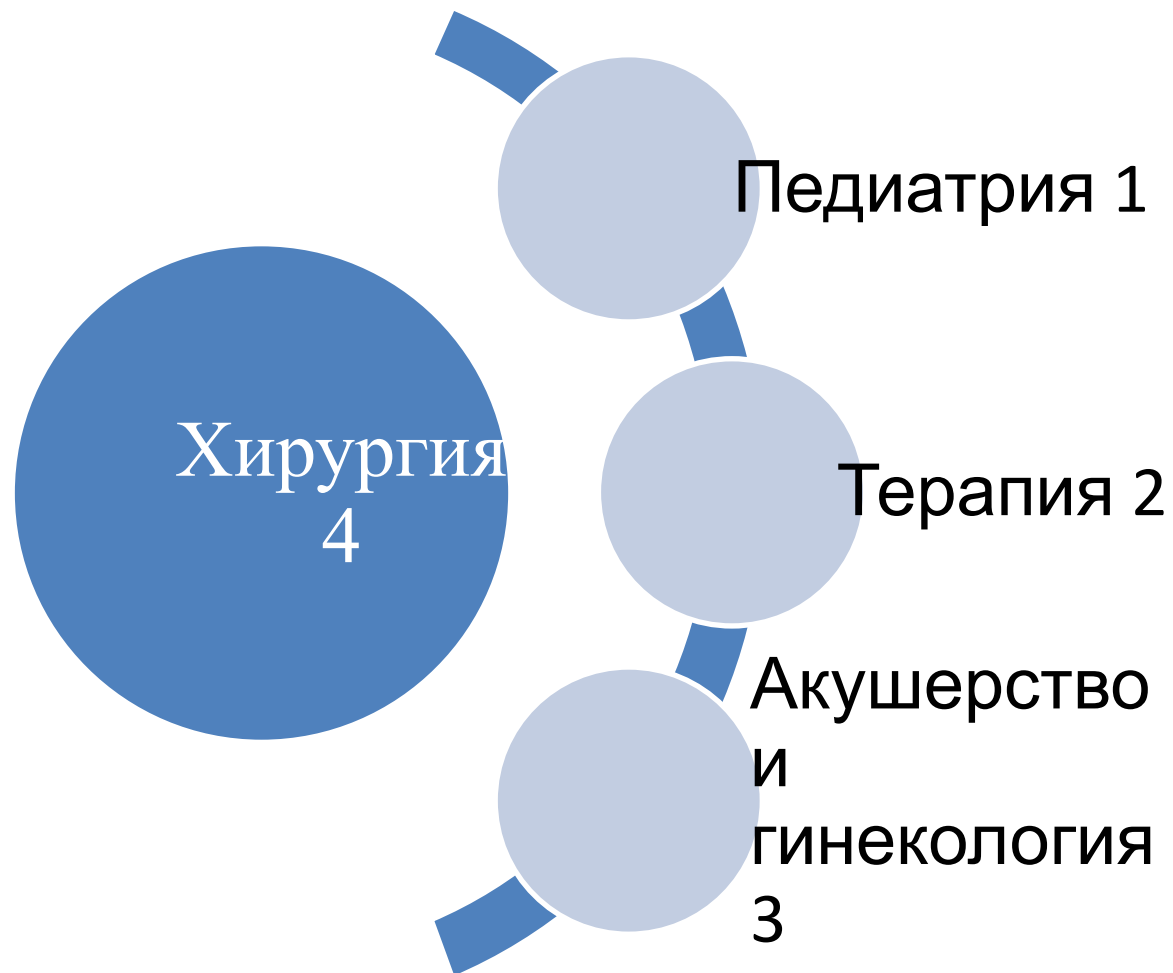 Педиатрия 1
Хирургия
4
Терапия 2
Акушерство
и
гинекология
3